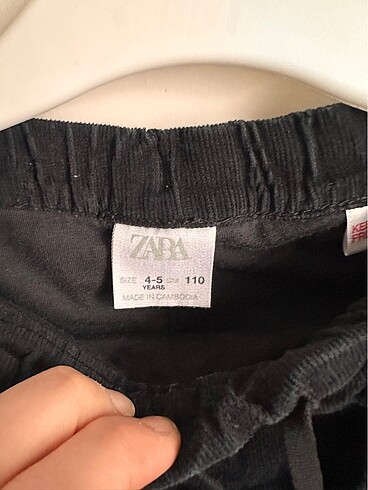 ZARA
SIZE 4-5 CM 110
YEARS
MADE IN CAMBODIA